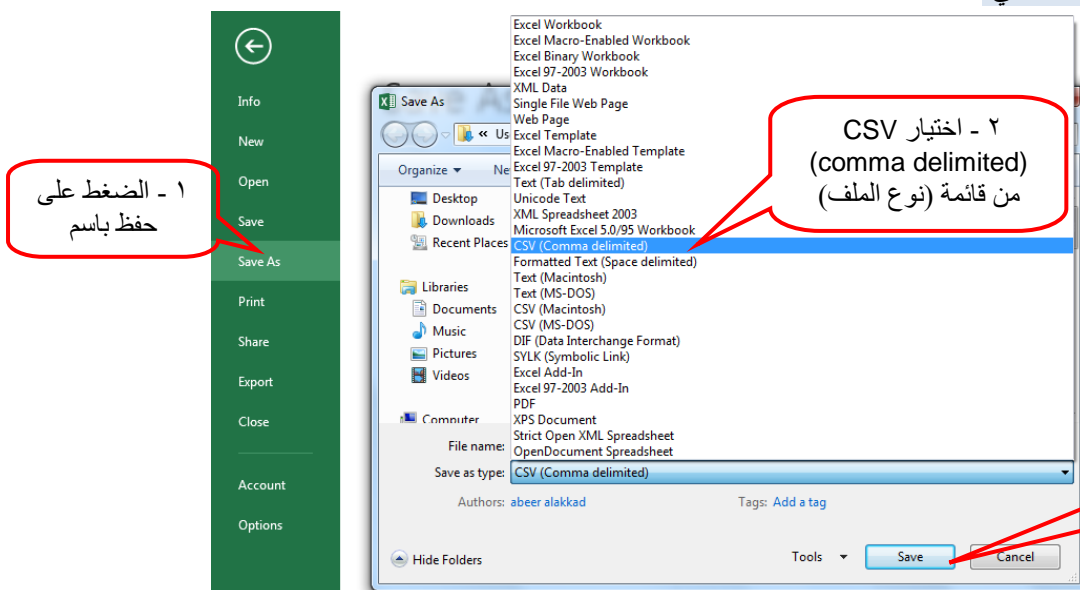 Info
New
Open
Save
Save As
Print
Share
Export
Close
Account
Options
١ - الضغط على
حفظ باسم
Save As
« Us
Organize
Ne
Desktop
Downloads
Recent Places
Libraries
Documents
Music
Pictures
Videos
Computer
Excel Workbook
Excel Macro-Enabled Workbook
Excel Binary Workbook
Excel 97-2003 Workbook
XML Data
Single File Web Page
Web Page
Excel Template
Excel Macro-Enabled Template
Excel 97-2003 Template
Text (Tab delimited)
Unicode Text
XML Spreadsheet 2003
Microsoft Excel 5.0/95 Workbook
CSV (Comma delimited)
Formatted Text (Space delimited)
Text (Macintosh)
Text (MS-DOS)
CSV (Macintosh)
CSV (MS-DOS)
DIF (Data Interchange Format)
SYLK (Symbolic Link)
Excel Add-In
Excel 97-2003 Add-In
PDF
XPS Document
Strict Open XML Spreadsheet
OpenDocument Spreadsheet
٢ - اختيار CSV
(comma delimited)
من قائمة (نوع الملف)
File name:
Save as type: CSV (Comma delimited)
Authors: abeer alakkad Tags: Add a tag
Hide Folders Tools Save Cancel